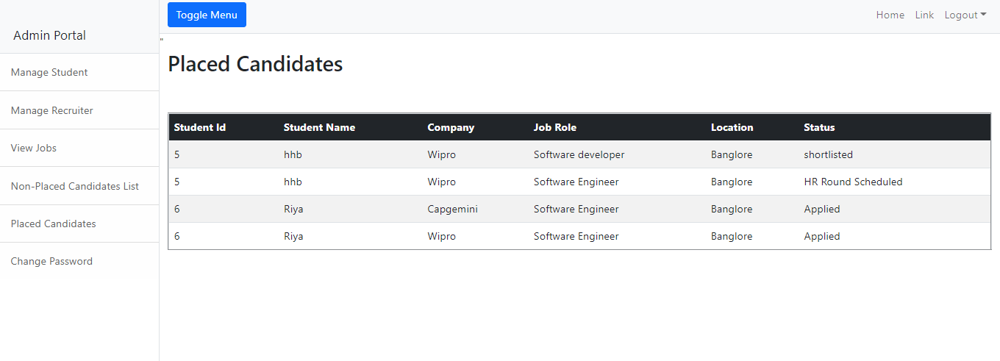 Toggle Menu
Home Link Logout
Admin Portal
"
Placed Candidates
Manage Student
Manage Recruiter
View Jobs
Non-Placed Candidates List
Placed Candidates
Change Password
Student Id Student Name Company Job Role Location Status
5 hhb Wipro Software developer Banglore shortlisted
5 hhb Wipro Software Engineer Banglore HR Round Scheduled
6 Riya Capgemini Software Engineer Banglore Applied
6 Riya Wipro Software Engineer Banglore Applied